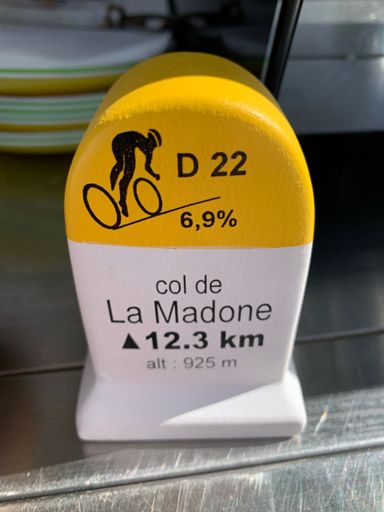 D 22
6,9%
col de
La Madone
▲12.3 km
alt : 925 m